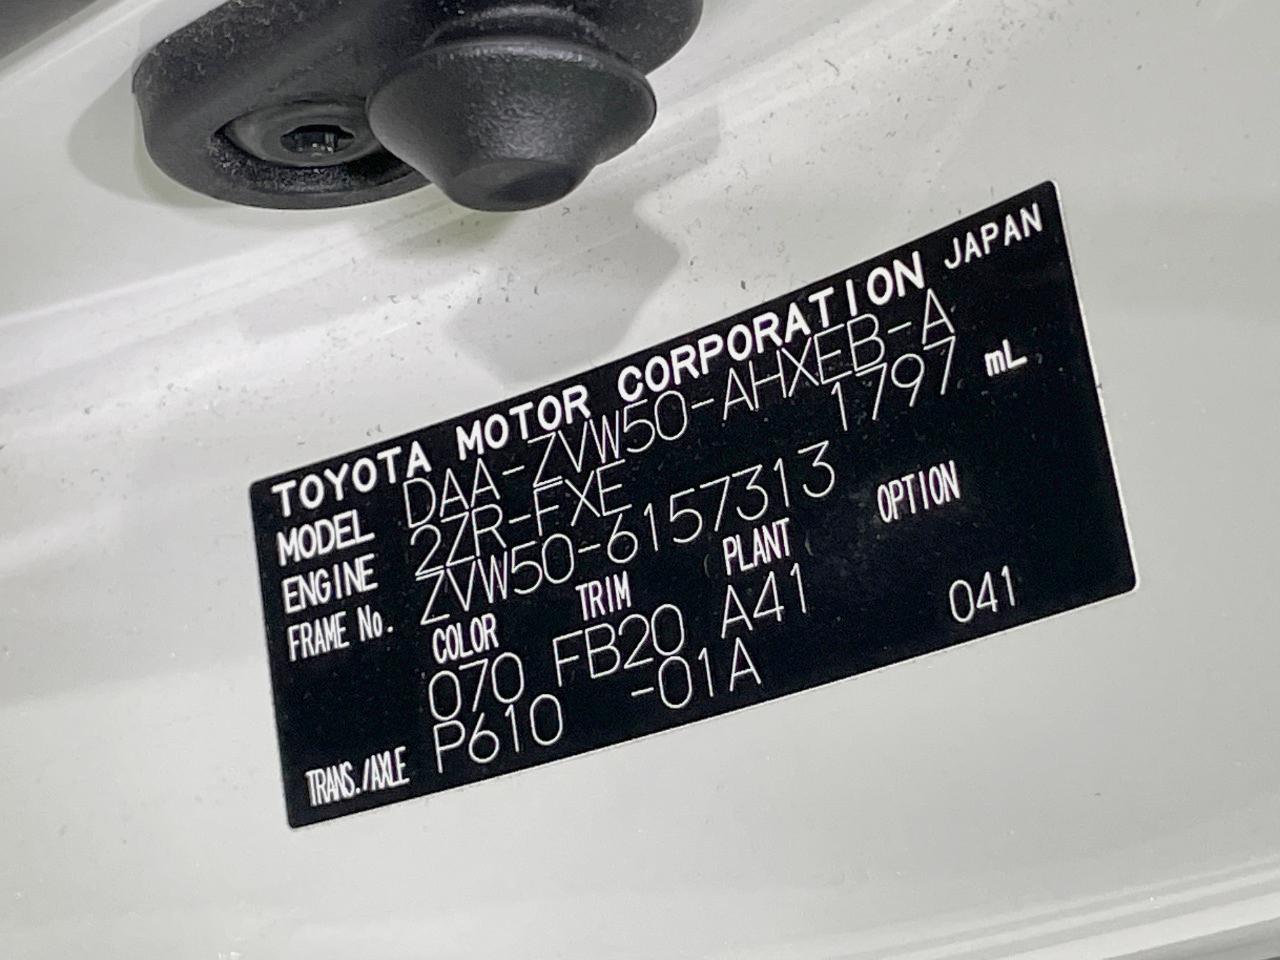 TOYOTA MOTOR CORPORATION JAPAN
MODEL DAA-ZVW50-AHXEB-A
ENGINE 2ZR-FXE 1797 mL
FRAME No. ZVW50-6157313
COLOR TRIM PLANT OPTION
070 FB20 A41 041
TRANS./AXLE P610 -01A